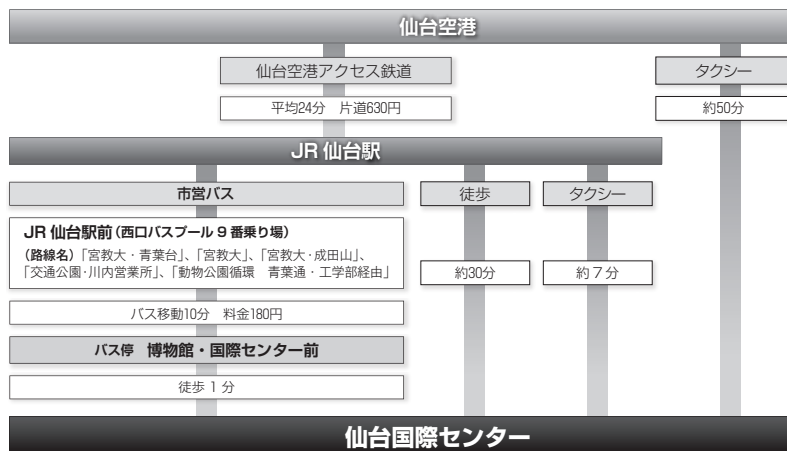 仙台空港
仙台空港アクセス鉄道
タクシー
平均24分 片道630円
約50分
JR 仙台駅
市営バス
徒歩
タクシー
JR 仙台駅前(西口バスプール 9 番乗り場)
(路線名)「宮教大・青葉台」、「宮教大」、「宮教大・成田山」、
「交通公園・川内営業所」、「動物公園循環 青葉通・工学部経由」
約30分
約 7 分
バス移動10分 料金180円
バス停 博物館・国際センター前
徒歩 1 分
仙台国際センター